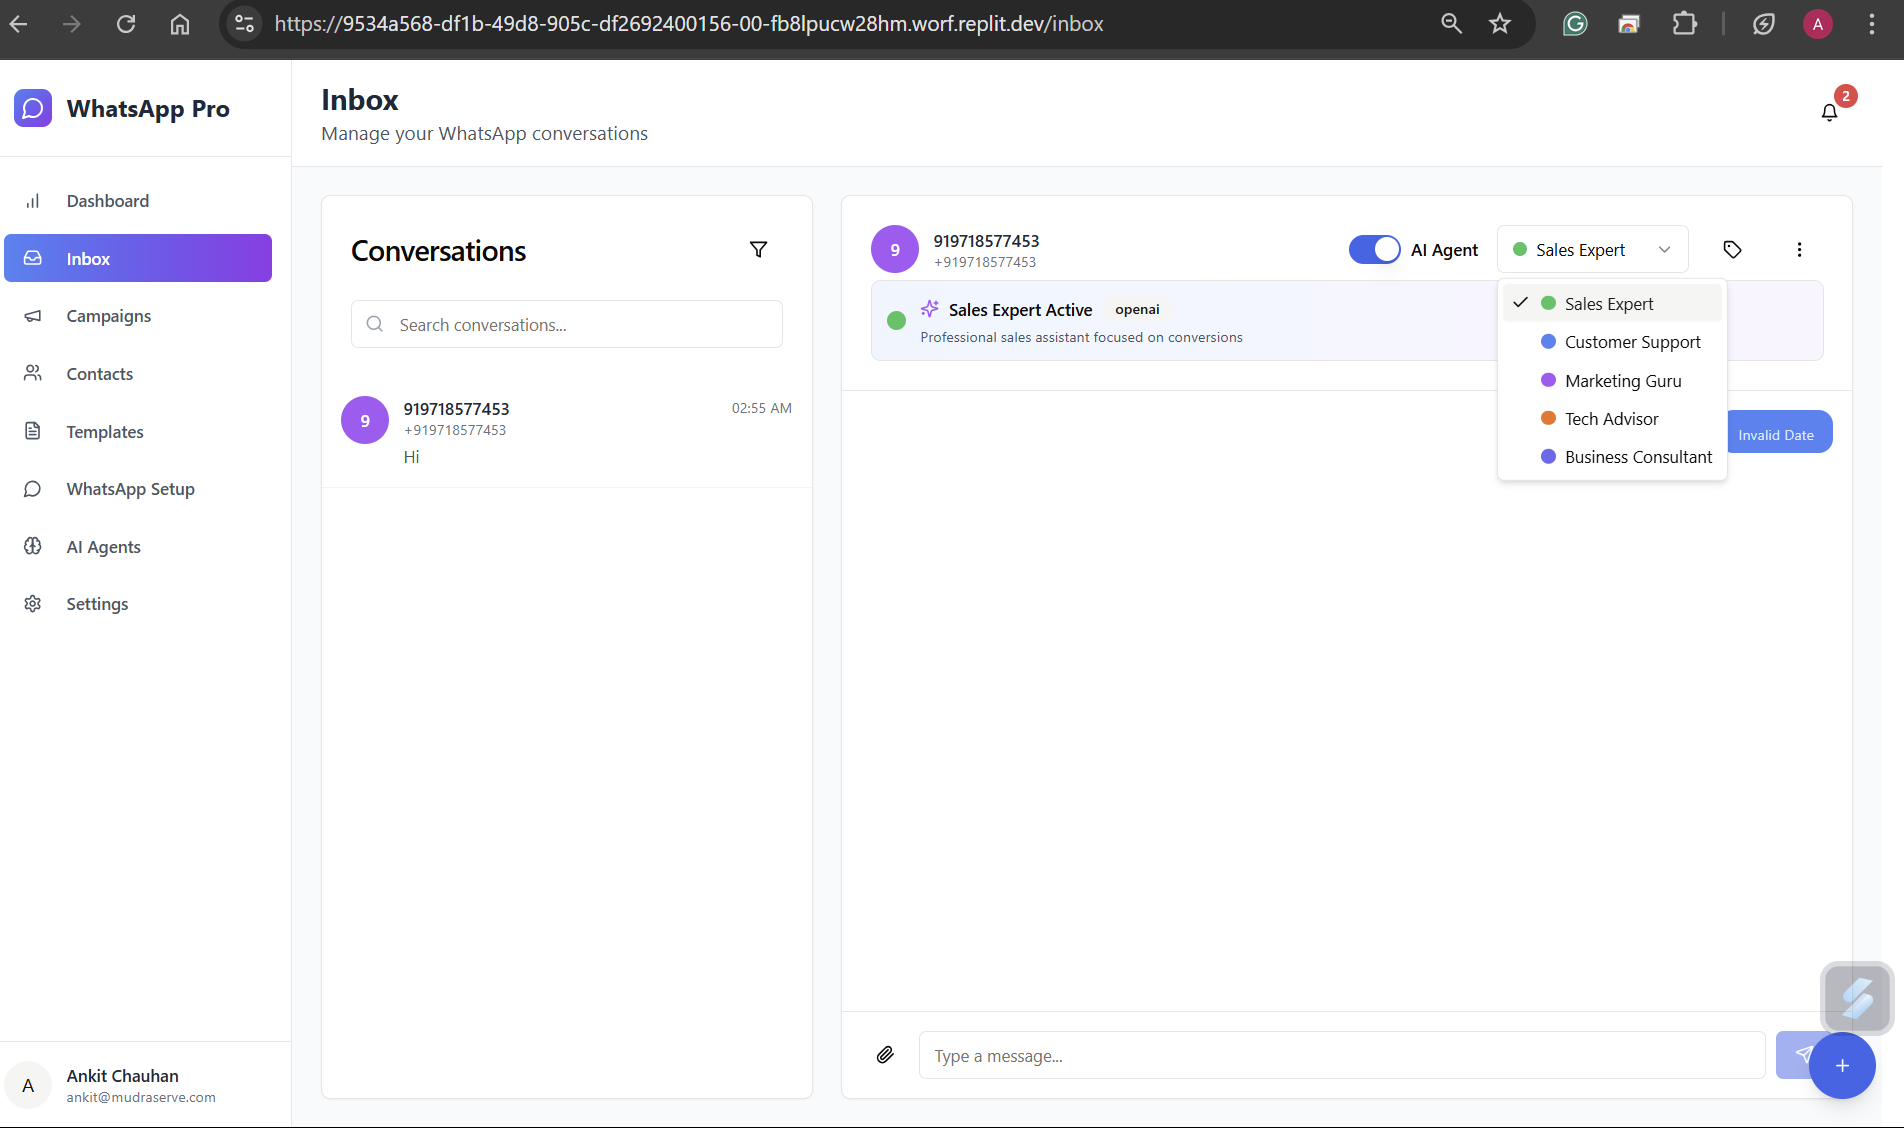 https://9534a568-df1b-49d8-905c-df2692400156-00-fb8lpucw28hm.worf.replit.dev/inbox
A
WhatsApp Pro
Dashboard
Inbox
Campaigns
Contacts
Templates
WhatsApp Setup
AI Agents
Settings
A
Ankit Chauhan
ankit@mudraserve.com
Inbox
Manage your WhatsApp conversations
2
Conversations
Search conversations...
9
919718577453
02:55 AM
+919718577453
Hi
9
919718577453
+919718577453
AI Agent
Sales Expert
Sales Expert Active
openai
Professional sales assistant focused on conversions
Sales Expert
Customer Support
Marketing Guru
Tech Advisor
Business Consultant
Invalid Date
Type a message...